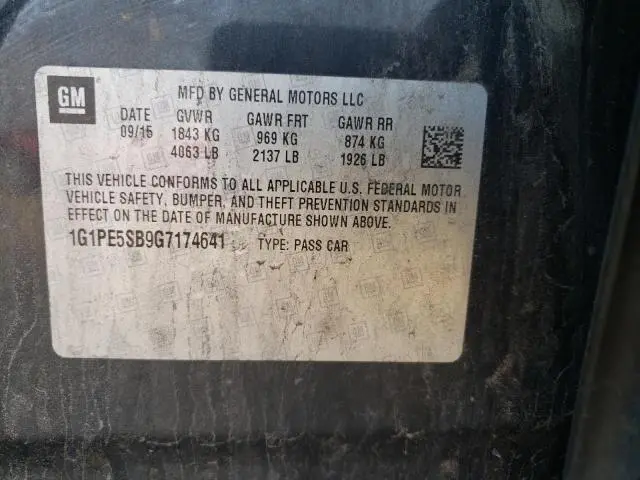 GM
MFD BY GENERAL MOTORS LLC
DATE GVWR GAWR FRT GAWR RR
09/15 1843 KG 969 KG 874 KG
4063 LB 2137 LB 1926 LB
THIS VEHICLE CONFORMS TO ALL APPLICABLE U.S. FEDERAL MOTOR
VEHICLE SAFETY, BUMPER, AND THEFT PREVENTION STANDARDS IN
EFFECT ON THE DATE OF MANUFACTURE SHOWN ABOVE.
1G1PE5SB9G7174641 TYPE: PASS CAR